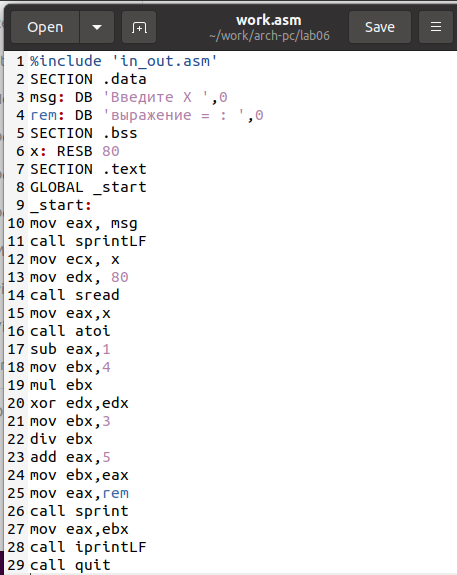 Open
work.asm
~/work/arch-pc/lab06
Save
1 %include 'in_out.asm'
2 SECTION .data
3 msg: DB 'Введите X ',0
4 rem: DB 'выражение = : ',0
5 SECTION .bss
6 x: RESB 80
7 SECTION .text
8 GLOBAL _start
9 _start:
10 mov eax, msg
11 call sprintLF
12 mov ecx, x
13 mov edx, 80
14 call sread
15 mov eax,x
16 call atoi
17 sub eax,1
18 mov ebx,4
19 mul ebx
20 xor edx,edx
21 mov ebx,3
22 div ebx
23 add eax,5
24 mov ebx,eax
25 mov eax,rem
26 call sprint
27 mov eax,ebx
28 call iprintLF
29 call quit